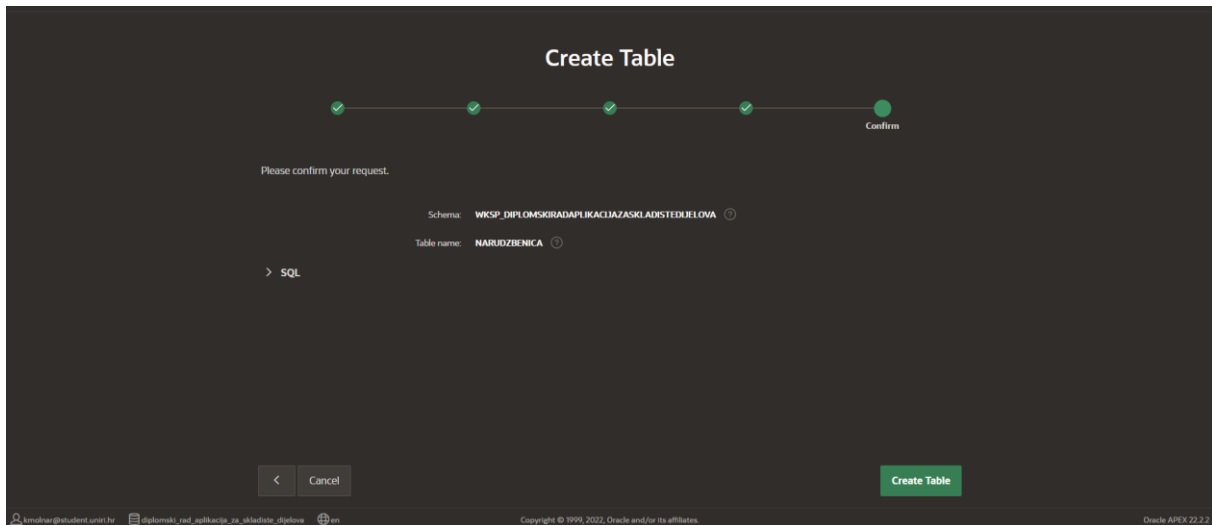 Create Table
Confirm
Please confirm your request.
Schema: WKSP_DIPLOMSKIRADAPLIKACIJAZASKLADISTEDIJELOVA ?
Table name: NARUDZBENICA ?
> SQL
< Cancel Create Table
kmolnar@student.uniri.hr diplomski_rad_aplikacija_za_skladiste_dijelova en Copyright © 1999, 2022, Oracle and/or its affiliates. Oracle APEX 22.2.2